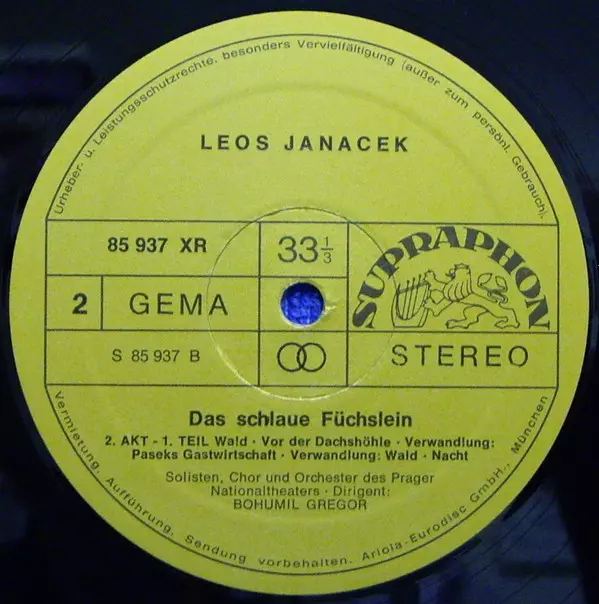 Urheber- u. Leistungsschutzrechte, besonders Vervielfältigung (außer zum persönl. Gebrauch),
LEOS JANACEK
85 937 XR
33 1/3
SUPRAPHON
2
GEMA
S 85 937 B
STEREO
Das schlaue Füchslein
2. AKT - 1. TEIL Wald · Vor der Dachshöhle · Verwandlung:
Paseks Gastwirtschaft · Verwandlung: Wald · Nacht
Solisten, Chor und Orchester des Prager
Nationaltheaters · Dirigent:
BOHUMIL GREGOR
Vermietung, Aufführung, Sendung vorbehalten. Ariola-Eurodisc GmbH., München